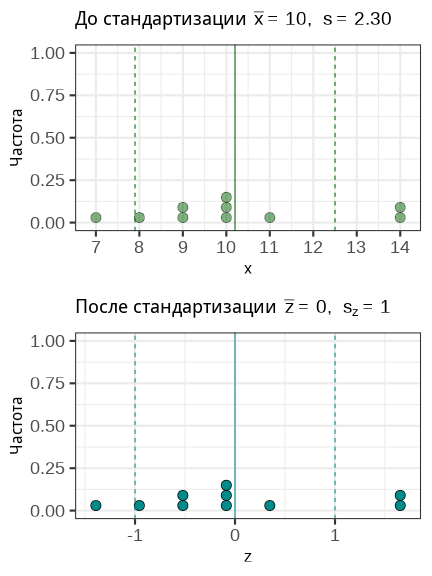 До стандартизации x̅ = 10, s = 2.30
1.00
0.75
0.50
0.25
0.00
Частота
7 8 9 10 11 12 13 14
x
После стандартизации z̅ = 0, sz = 1
1.00
0.75
0.50
0.25
0.00
Частота
-1 0 1
z